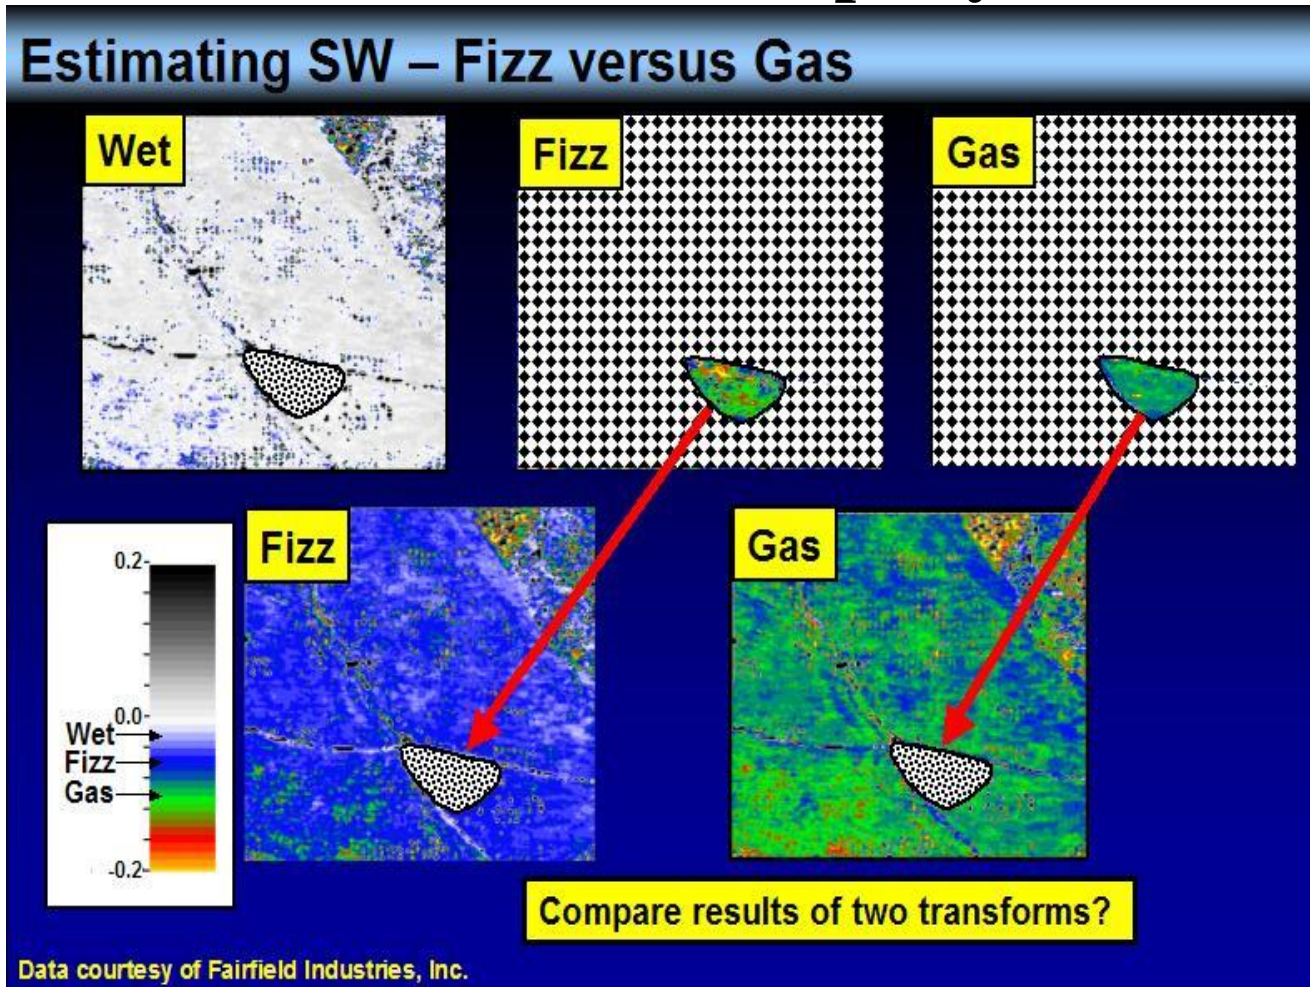 Estimating SW – Fizz versus Gas
Wet
Fizz
Gas
Fizz
Gas
0.2
0.0
Wet
Fizz
Gas
-0.2
Compare results of two transforms?
Data courtesy of Fairfield Industries, Inc.